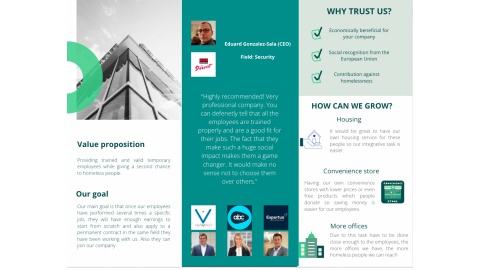 Value proposition
Providing trained and valid temporary
employees while giving a second chance
to homeless people.
Our goal
Our main goal is that once our employees
have performed several times a specific
job, they will have enough earnings to
start from scratch and also apply to a
permanent contract in the same field they
have been working with us. Also they can
join our company.
Eduard Gonzalez-Sala (CEO)
Field: Security
"Highly recommended! Very
professional company. You
can defenetly tell that all the
employees are trained
properly and are a good fit for
their jobs. The fact that they
make such a huge social
impact makes them a game
changer. It would make no
sense not to choose them
over others."
abc
Expertus
WHY TRUST US?
Economically beneficial for
your company
Social recognition from the
European Union
Contribution against
homelessness
HOW CAN WE GROW?
Housing
It would be great to have our
own housing service for these
people so our integrative task is
easier.
Convenience store
Having our own convenience
stores with lower prices or even
free products, which people
donate so saving money is
easier for our employees.
CONVENIENCE
STORE
More offices
Due to this task have to be done
close enough to the employees, the
more offices we have, the more
homeless people we can reach